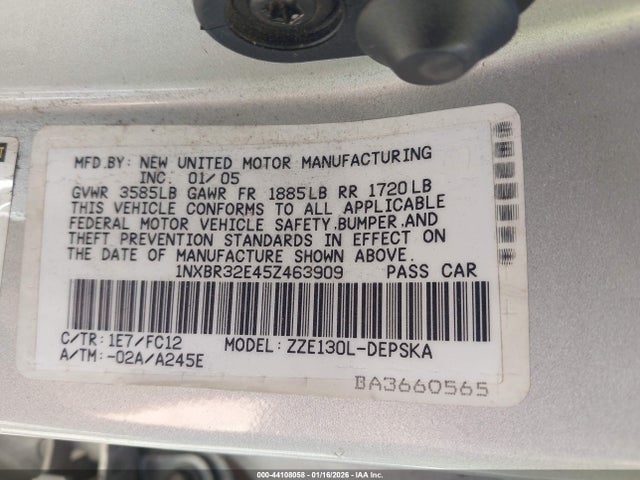 MFD.BY: NEW UNITED MOTOR MANUFACTURING
INC. 01/05
GVWR 3585LB GAWR FR 1885LB RR 1720LB
THIS VEHICLE CONFORMS TO ALL APPLICABLE
FEDERAL MOTOR VEHICLE SAFETY,BUMPER,AND
THEFT PREVENTION STANDARDS IN EFFECT ON
THE DATE OF MANUFACTURE SHOWN ABOVE.
1NXBR32E45Z463909 PASS CAR
C/TR: 1E7/FC12 MODEL: ZZE130L-DEPSKA
A/TM: -02A/A245E
BA3660565
000-44108058 - 01/16/2026 - IAA Inc.